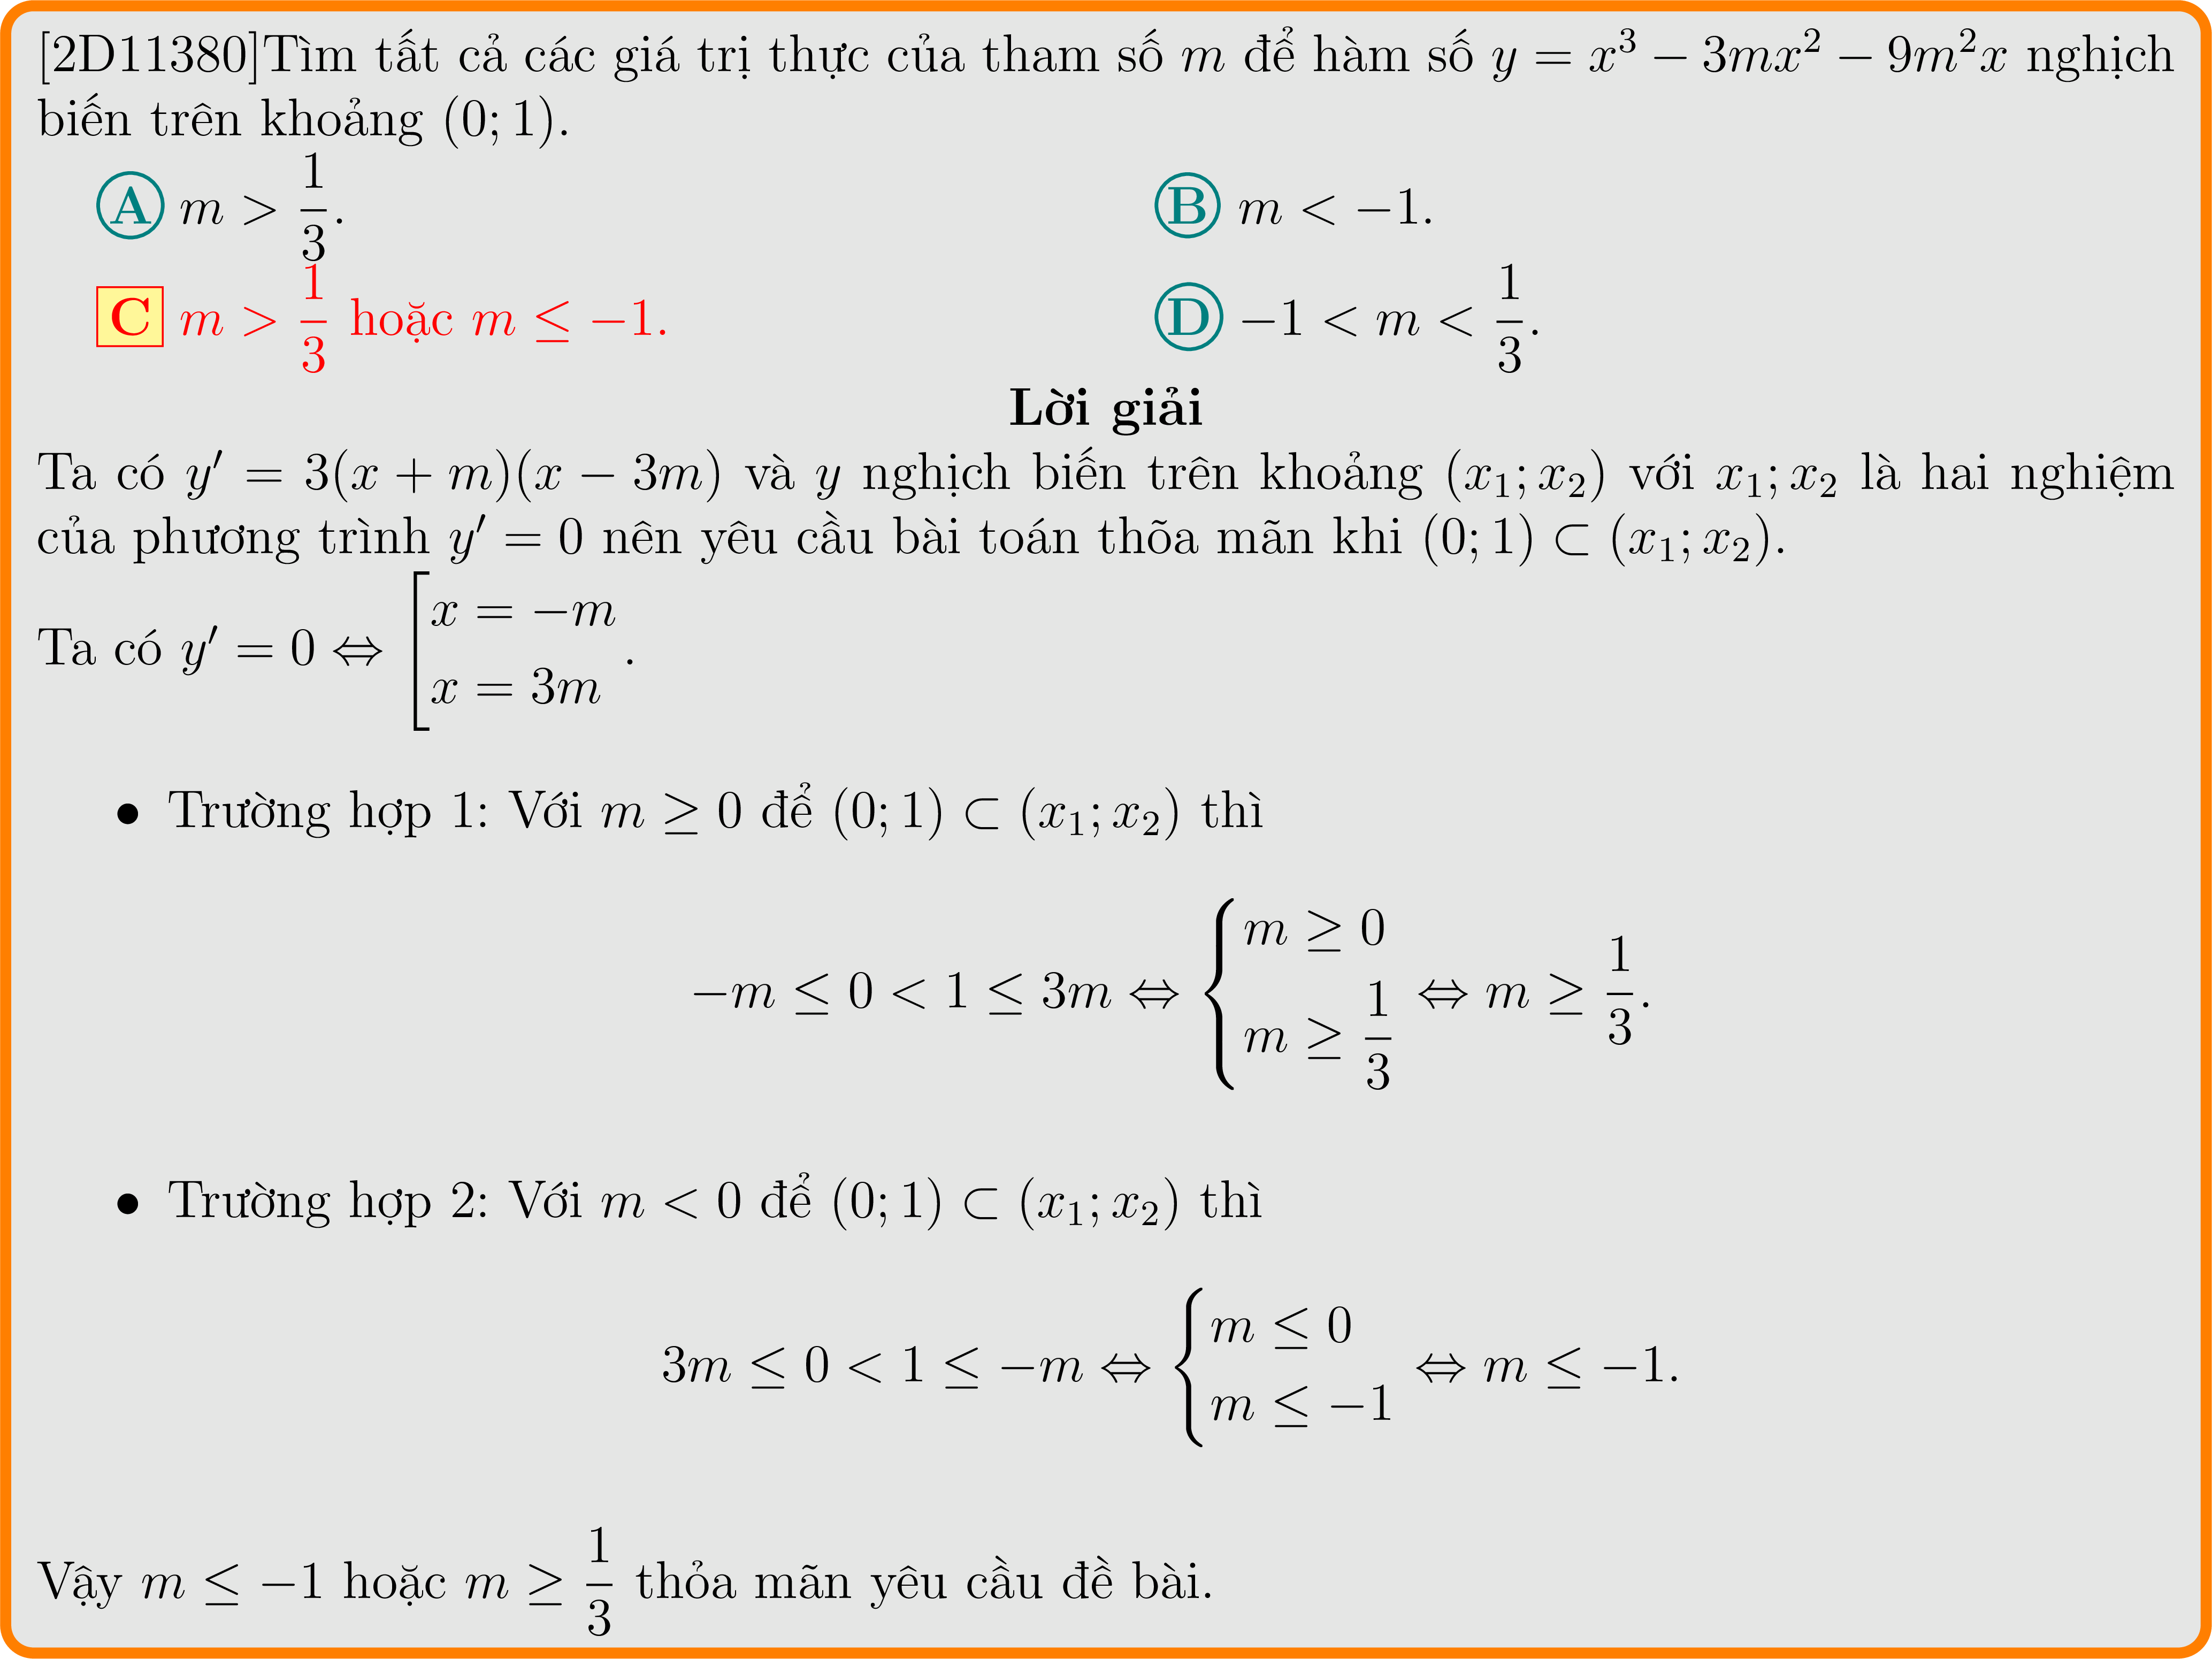 [2D11380]Tìm tất cả các giá trị thực của tham số $m$ để hàm số $y = x^3 - 3mx^2 - 9m^2x$ nghịch
biến trên khoảng $(0; 1)$.
A $m > \dfrac{1}{3}$. B $m < -1$.
C $m > \dfrac{1}{3}$ hoặc $m \leq -1$. D $-1 < m < \dfrac{1}{3}$.
Lời giải
Ta có $y' = 3(x + m)(x - 3m)$ và $y$ nghịch biến trên khoảng $(x_1; x_2)$ với $x_1; x_2$ là hai nghiệm
của phương trình $y' = 0$ nên yêu cầu bài toán thõa mãn khi $(0; 1) \subset (x_1; x_2)$.
Ta có $y' = 0 \Leftrightarrow \left[\begin{array}{l} x = -m \\ x = 3m \end{array}\right.$.
• Trường hợp 1: Với $m \geq 0$ để $(0; 1) \subset (x_1; x_2)$ thì
$-m \leq 0 < 1 \leq 3m \Leftrightarrow \begin{cases} m \geq 0 \\ m \geq \dfrac{1}{3} \end{cases} \Leftrightarrow m \geq \dfrac{1}{3}$.
• Trường hợp 2: Với $m < 0$ để $(0; 1) \subset (x_1; x_2)$ thì
$3m \leq 0 < 1 \leq -m \Leftrightarrow \begin{cases} m \leq 0 \\ m \leq -1 \end{cases} \Leftrightarrow m \leq -1$.
Vậy $m \leq -1$ hoặc $m \geq \dfrac{1}{3}$ thỏa mãn yêu cầu đề bài.